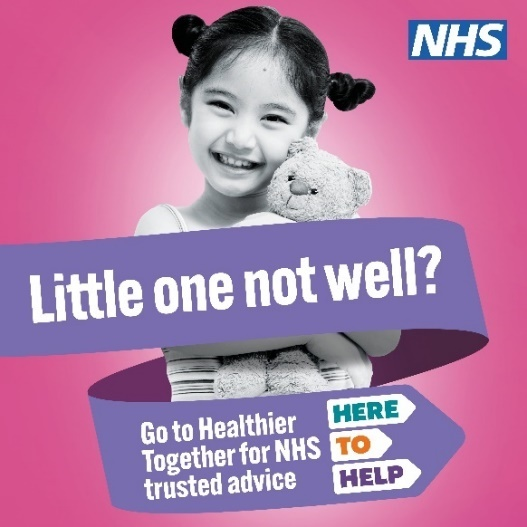 NHS
Little one not well?
Go to Healthier
Together for NHS
trusted advice
HERE
TO
HELP